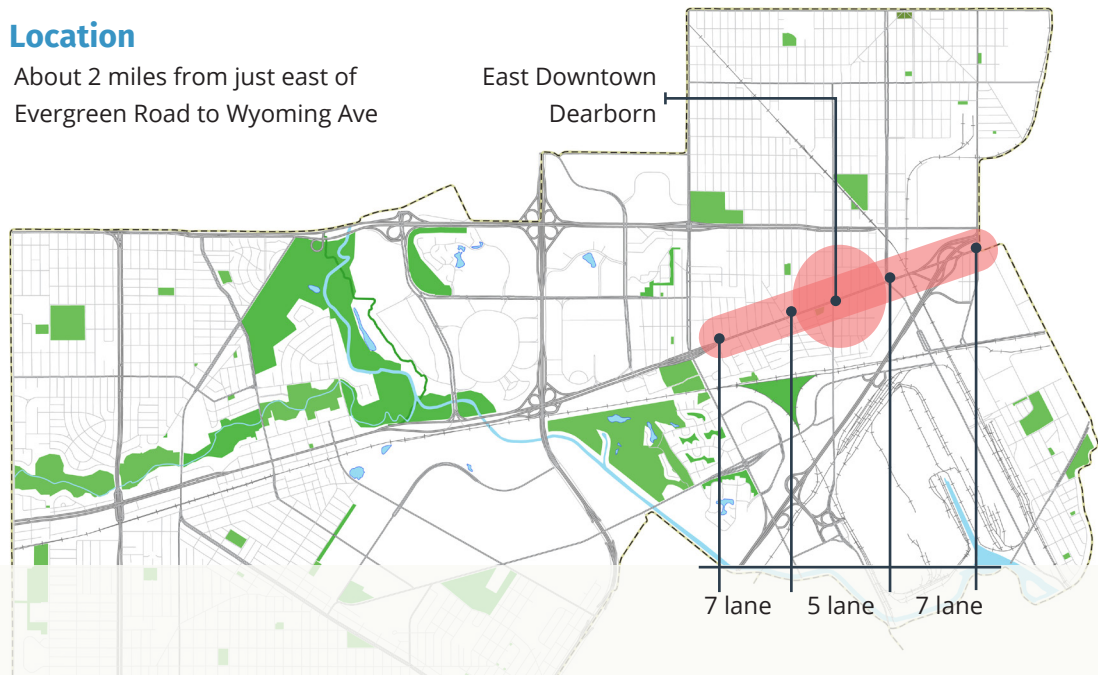 Location
About 2 miles from just east of
Evergreen Road to Wyoming Ave
East Downtown
Dearborn
7 lane
5 lane
7 lane